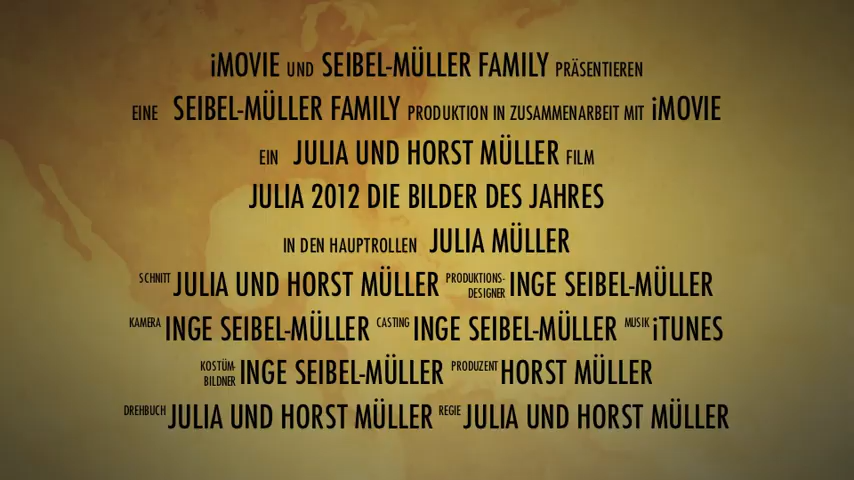 iMOVIE UND SEIBEL-MÜLLER FAMILY PRÄSENTIEREN
EINE SEIBEL-MÜLLER FAMILY PRODUKTION IN ZUSAMMENARBEIT MIT iMOVIE
EIN JULIA UND HORST MÜLLER FILM
JULIA 2012 DIE BILDER DES JAHRES
IN DEN HAUPTROLLEN JULIA MÜLLER
SCHNITT JULIA UND HORST MÜLLER PRODUKTIONS-DESIGNER INGE SEIBEL-MÜLLER
KAMERA INGE SEIBEL-MÜLLER CASTING INGE SEIBEL-MÜLLER MUSIK iTUNES
KOSTÜM-BILDNER INGE SEIBEL-MÜLLER PRODUZENT HORST MÜLLER
DREHBUCH JULIA UND HORST MÜLLER REGIE JULIA UND HORST MÜLLER